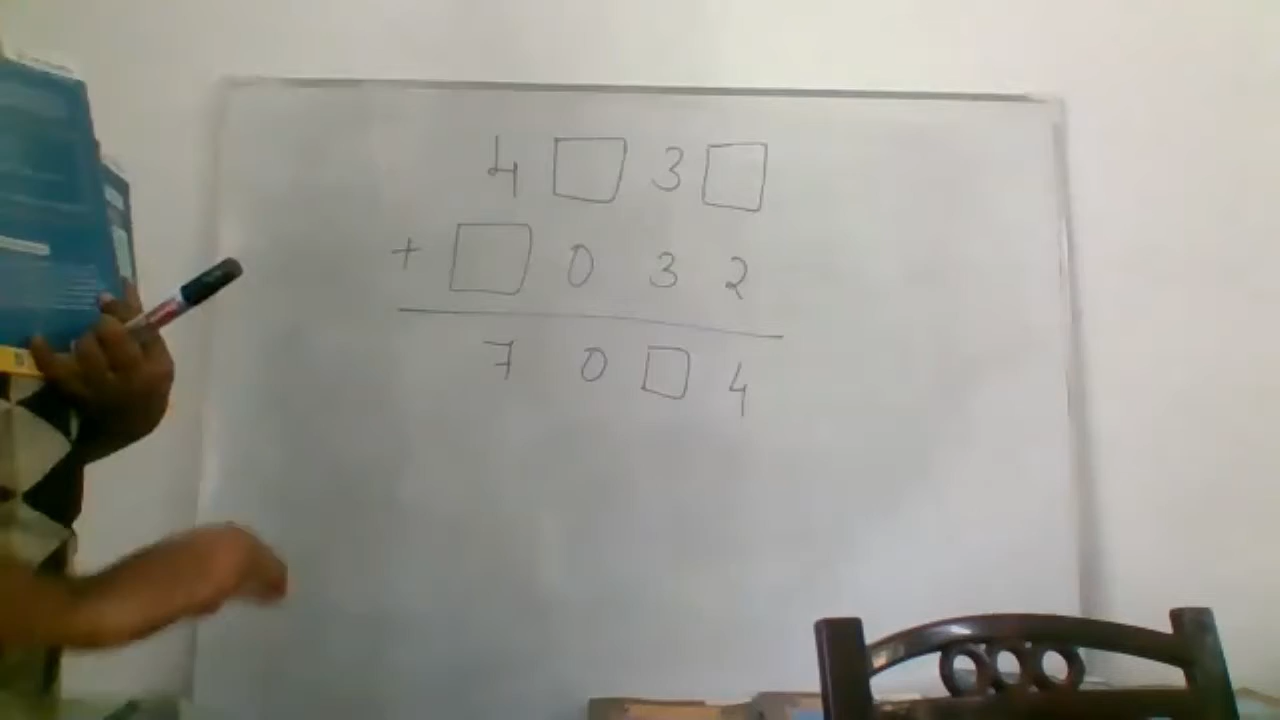 4 □ 3 □
+ □ 0 3 2
7 0 □ 4